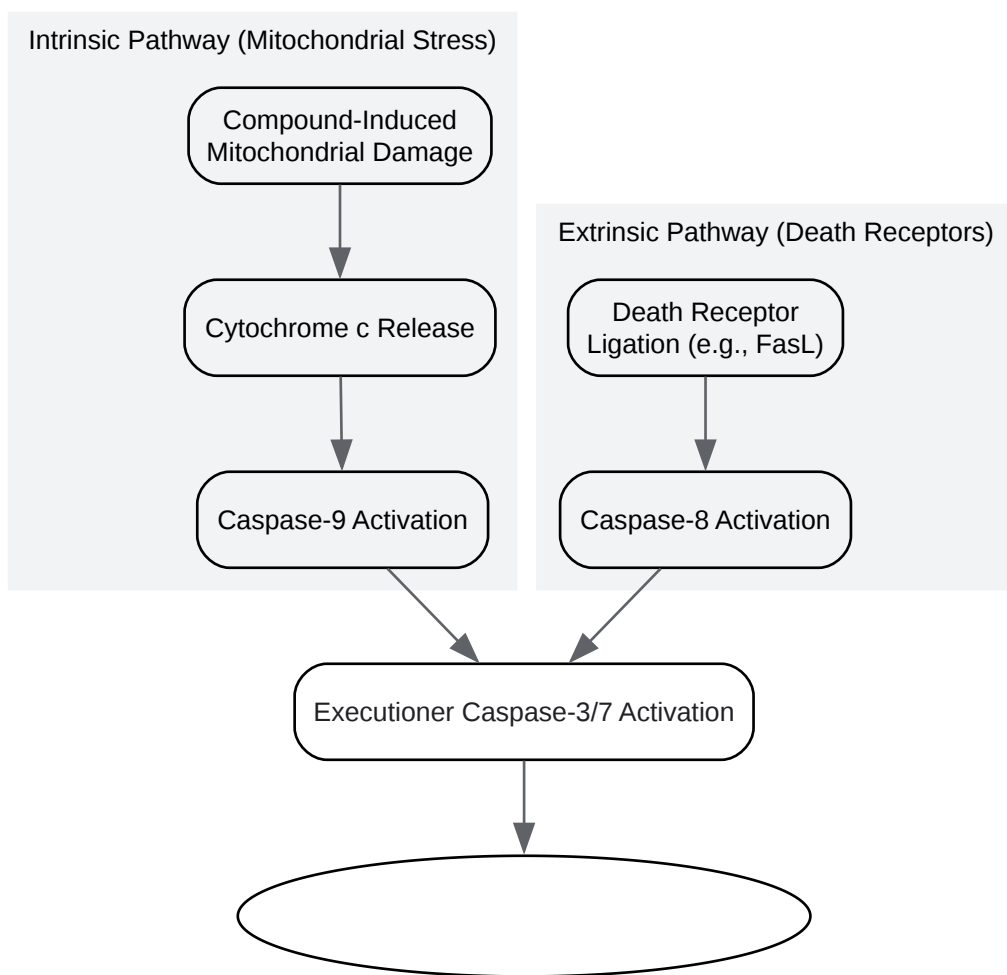 Intrinsic Pathway (Mitochondrial Stress)
Compound-Induced
Mitochondrial Damage
Cytochrome c Release
Caspase-9 Activation
Extrinsic Pathway (Death Receptors)
Death Receptor
Ligation (e.g., FasL)
Caspase-8 Activation
Executioner Caspase-3/7 Activation